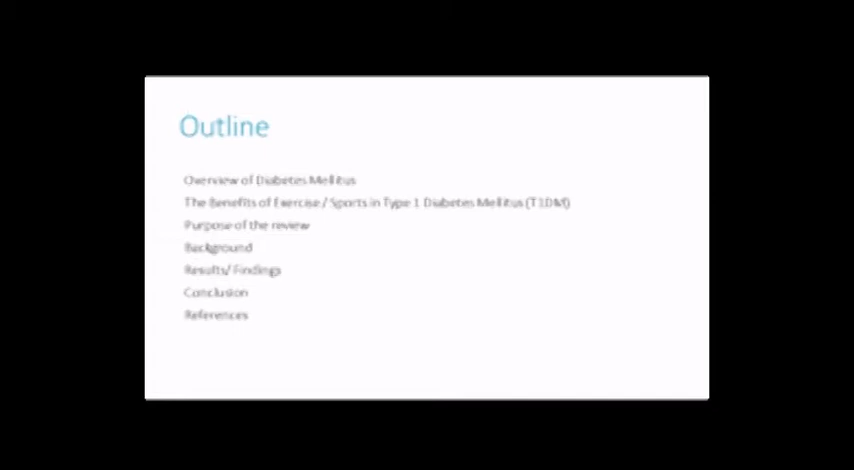 Outline
Overview of Diabetes Mellitus
The Benefits of Exercise / Sports in Type 1 Diabetes Mellitus (T1DM)
Purpose of the review
Background
Results/ Findings
Conclusion
References